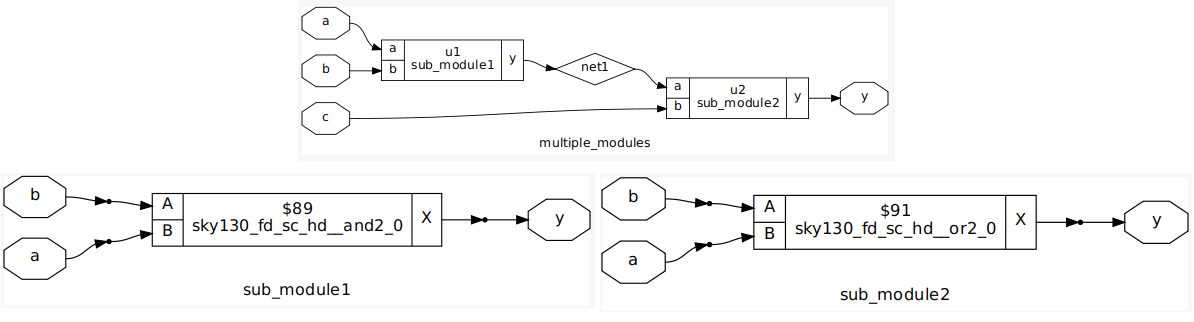 a
b
c
a
b
u1
sub_module1
y
net1
a
b
u2
sub_module2
y
y
multiple_modules
b
a
A
B
$89
sky130_fd_sc_hd__and2_0
X
y
sub_module1
b
a
A
B
$91
sky130_fd_sc_hd__or2_0
X
y
sub_module2